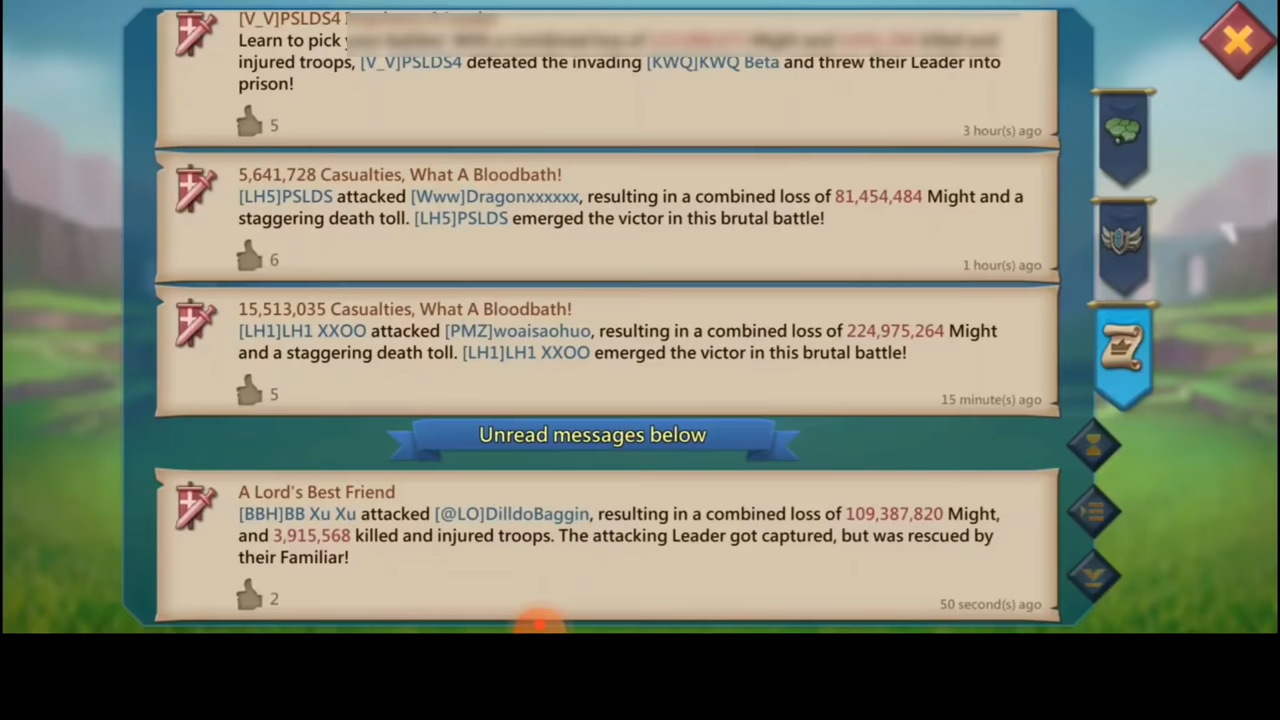 [V_V]PSLDS4
Learn to pick
injured troops, [V_V]PSLDS4 defeated the invading [KWQ]KWQ Beta and threw their Leader into
prison!
5
3 hour(s) ago
5,641,728 Casualties, What A Bloodbath!
[LH5]PSLDS attacked [Www]Dragonxxxxxx, resulting in a combined loss of 81,454,484 Might and a
staggering death toll. [LH5]PSLDS emerged the victor in this brutal battle!
6
1 hour(s) ago
15,513,035 Casualties, What A Bloodbath!
[LH1]LH1 XXOO attacked [PMZ]woaisaohuo, resulting in a combined loss of 224,975,264 Might
and a staggering death toll. [LH1]LH1 XXOO emerged the victor in this brutal battle!
5
15 minute(s) ago
Unread messages below
A Lord's Best Friend
[BBH]BB Xu Xu attacked [@LO]DilldoBaggin, resulting in a combined loss of 109,387,820 Might,
and 3,915,568 killed and injured troops. The attacking Leader got captured, but was rescued by
their Familiar!
2
50 second(s) ago